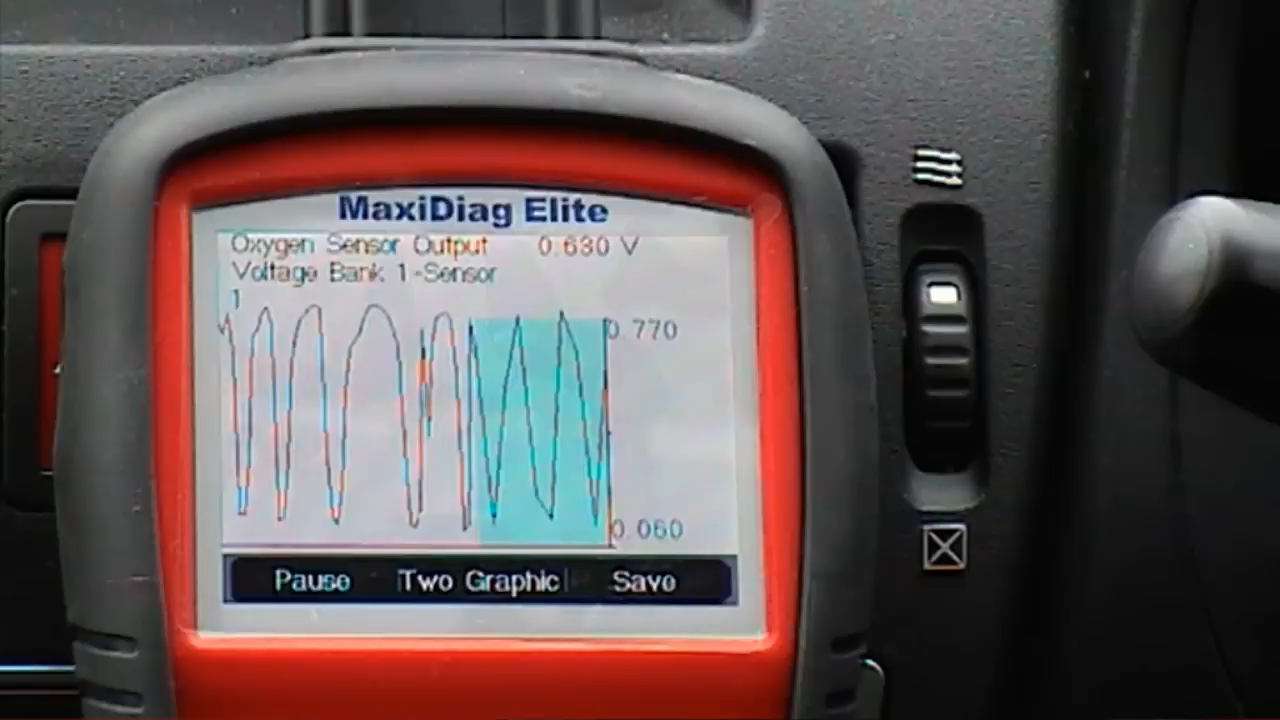 MaxiDiag Elite
Oxygen Sensor Output 0.630 V
Voltage Bank 1-Sensor
1
0.770
0.060
Pause Two Graphic Save